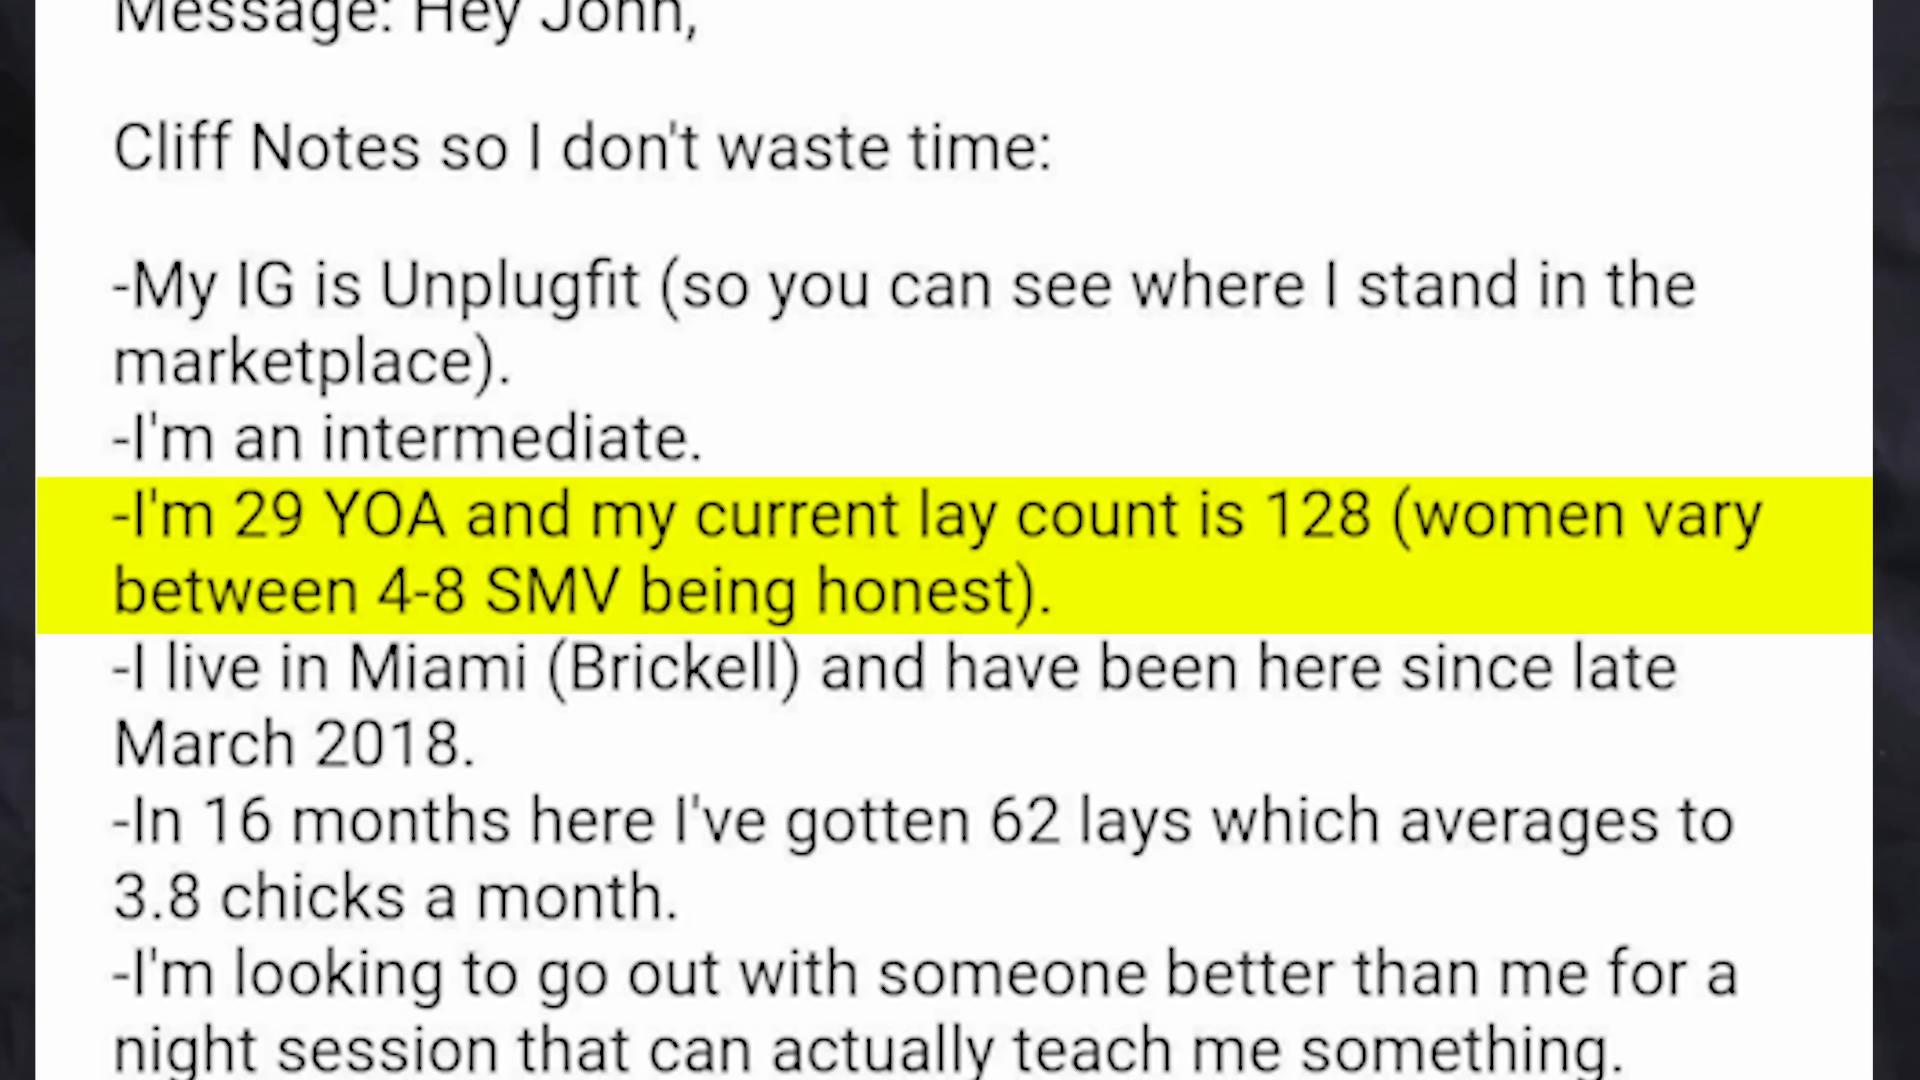 Message: Hey John,
Cliff Notes so I don't waste time:
-My IG is Unplugfit (so you can see where I stand in the
marketplace).
-I'm an intermediate.
-I'm 29 YOA and my current lay count is 128 (women vary
between 4-8 SMV being honest).
-I live in Miami (Brickell) and have been here since late
March 2018.
-In 16 months here I've gotten 62 lays which averages to
3.8 chicks a month.
-I'm looking to go out with someone better than me for a
night session that can actually teach me something.